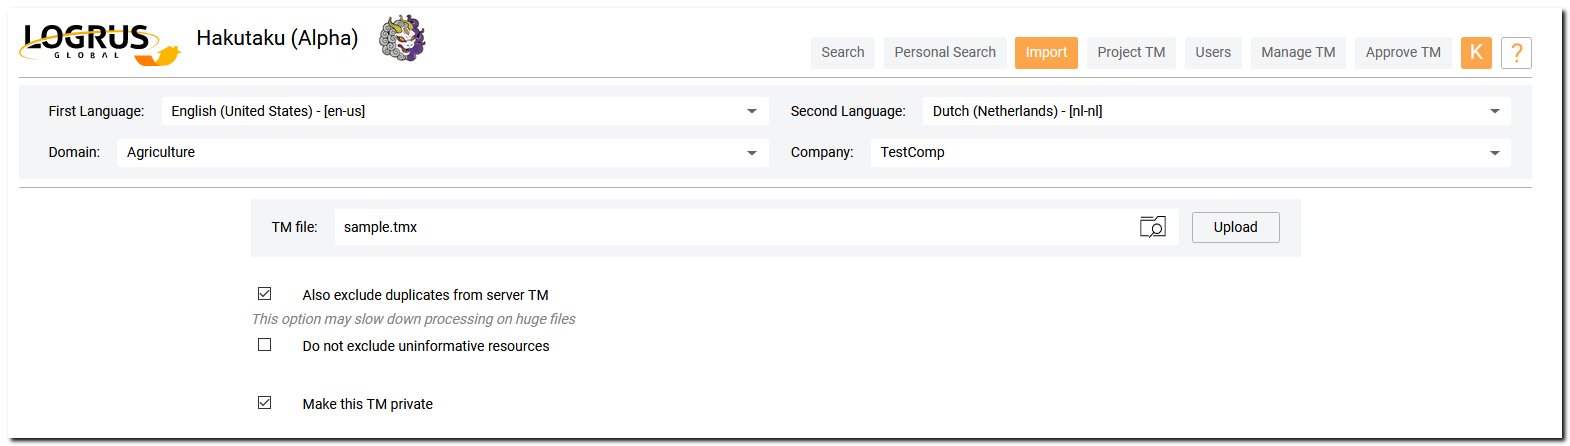 LOGRUS
GLOBAL
Hakutaku (Alpha)
Search Personal Search Import Project TM Users Manage TM Approve TM K ?
First Language: English (United States) - [en-us] Second Language: Dutch (Netherlands) - [nl-nl]
Domain: Agriculture Company: TestComp
TM file: sample.tmx Upload
Also exclude duplicates from server TM
This option may slow down processing on huge files
Do not exclude uninformative resources
Make this TM private